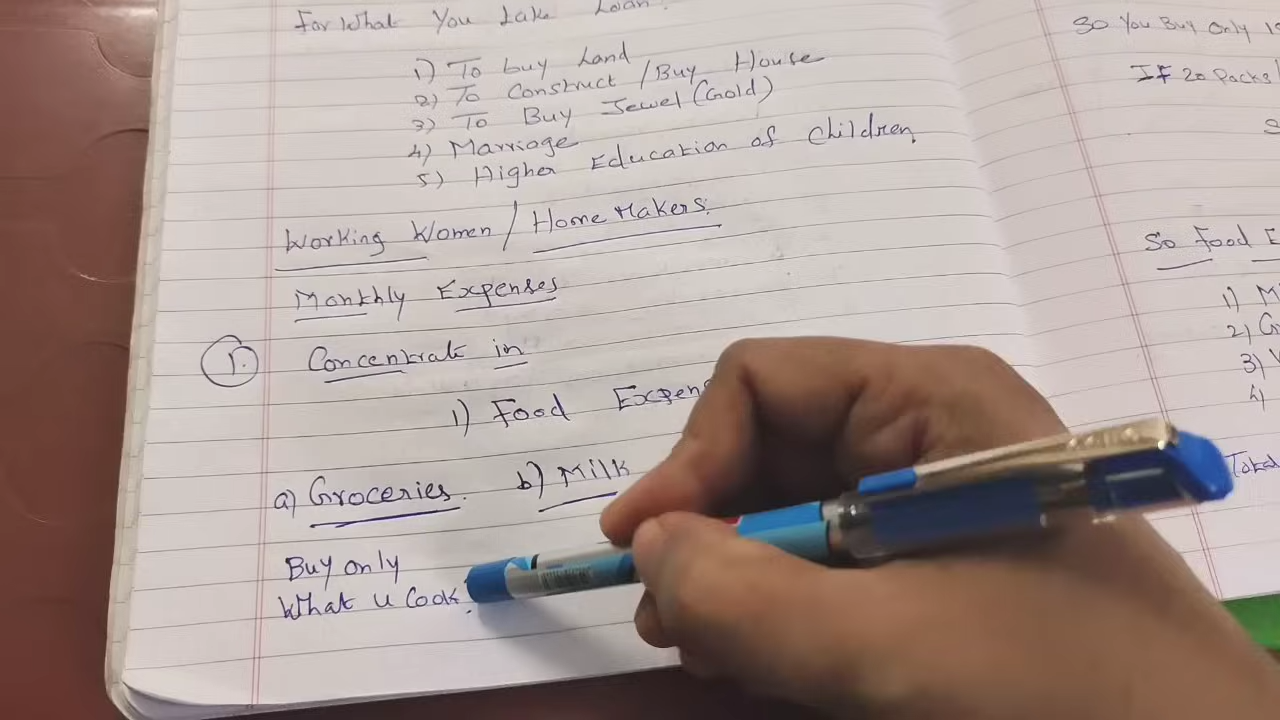 For What You take Loan.
1) To buy Land
2) To Construct / Buy House
3) To Buy Jewel (Gold)
4) Marriage
5) Higher Education of Children.
Working Women / Home Makers.
Monthly Expenses
1. Concentrate in
1) Food Expen
a) Groceries. b) Milk
Buy only
What u Cook.
So You Buy Only
If 20 Packs
So Food E
1) M
2) G
3)
4)